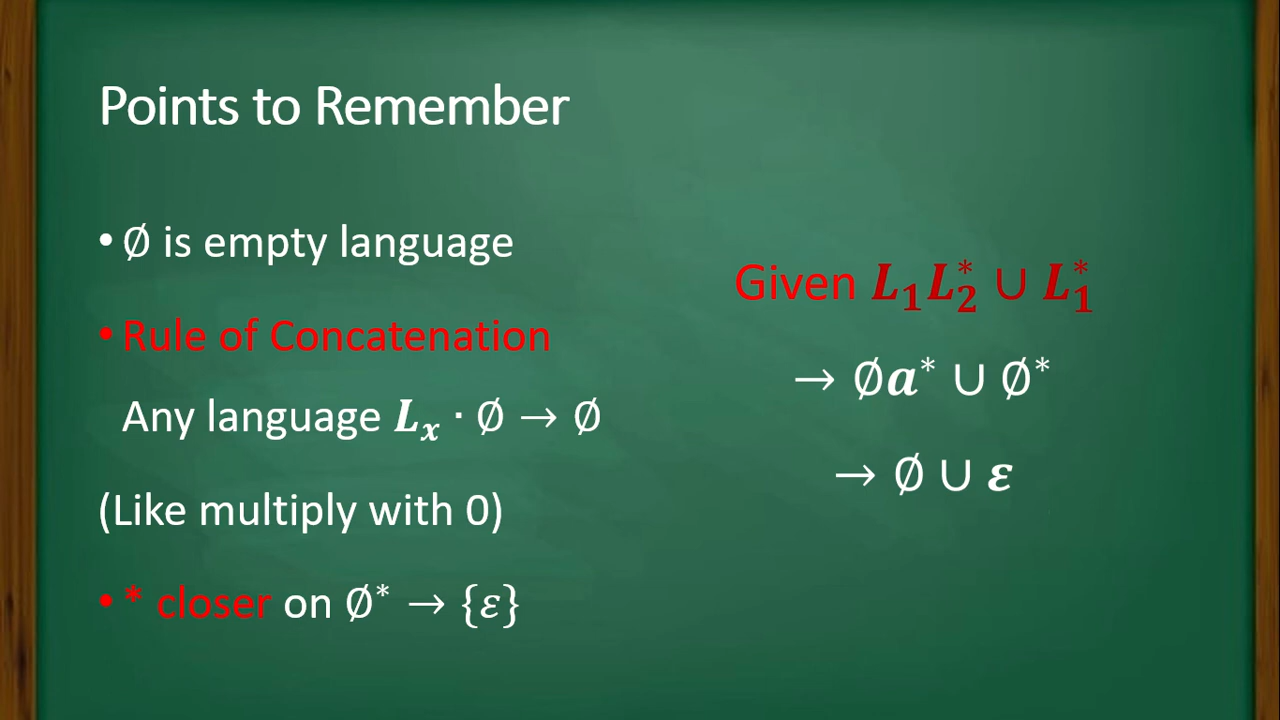 Points to Remember
• ∅ is empty language
• Rule of Concatenation
Any language Lₓ · ∅ → ∅
(Like multiply with 0)
• * closer on ∅* → {ε}
Given L₁L₂* ∪ L₁*
→ ∅a* ∪ ∅*
→ ∅ ∪ ε